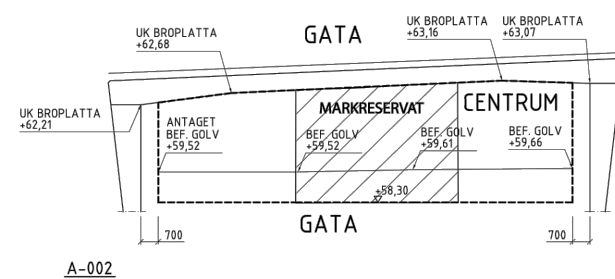 GATA
UK BROPLATTA
+62,68
UK BROPLATTA
+63,16
UK BROPLATTA
+63,07
UK BROPLATTA
+62,21
MARKRESERVAT
CENTRUM
ANTAGET
BEF. GOLV
+59,52
BEF. GOLV
+59,52
BEF. GOLV
+59,61
BEF. GOLV
+59,66
+58,30
GATA
700
700
A-002